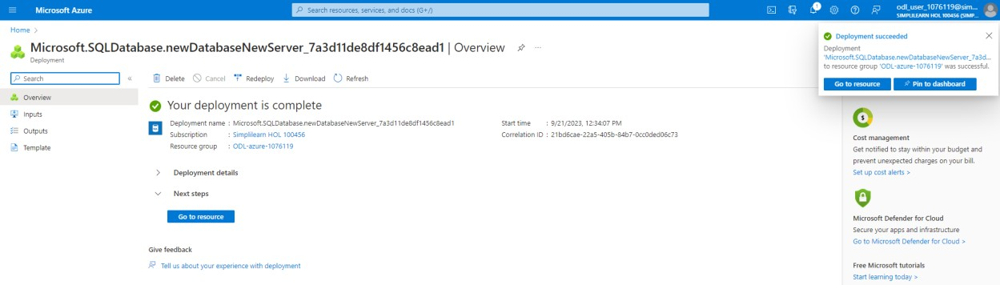 Microsoft Azure
Search resources, services, and docs (G+/)
1
odl_user_1076119@sim...
SIMPLILEARN HOL 100456 (SIMP...
Home >
Microsoft.SQLDatabase.newDatabaseNewServer_7a3d11de8df1456c8ead1 | Overview
Deployment
Search
«
Overview
Inputs
Outputs
Template
Delete Cancel Redeploy Download Refresh
Your deployment is complete
Deployment name : Microsoft.SQLDatabase.newDatabaseNewServer_7a3d11de8df1456c8ead1
Subscription : Simplilearn HOL 100456
Resource group : ODL-azure-1076119
Start time : 9/21/2023, 12:34:07 PM
Correlation ID : 21bd6cae-22a5-405b-84b7-0cc0ded06c73
Deployment details
Next steps
Go to resource
Give feedback
Tell us about your experience with deployment
Deployment succeeded
Deployment
'Microsoft.SQLDatabase.newDatabaseNewServer_7a3d...
to resource group 'ODL-azure-1076119' was successful.
Go to resource Pin to dashboard
Cost management
Get notified to stay within your budget and
prevent unexpected charges on your bill.
Set up cost alerts >
Microsoft Defender for Cloud
Secure your apps and infrastructure
Go to Microsoft Defender for Cloud >
Free Microsoft tutorials
Start learning today >